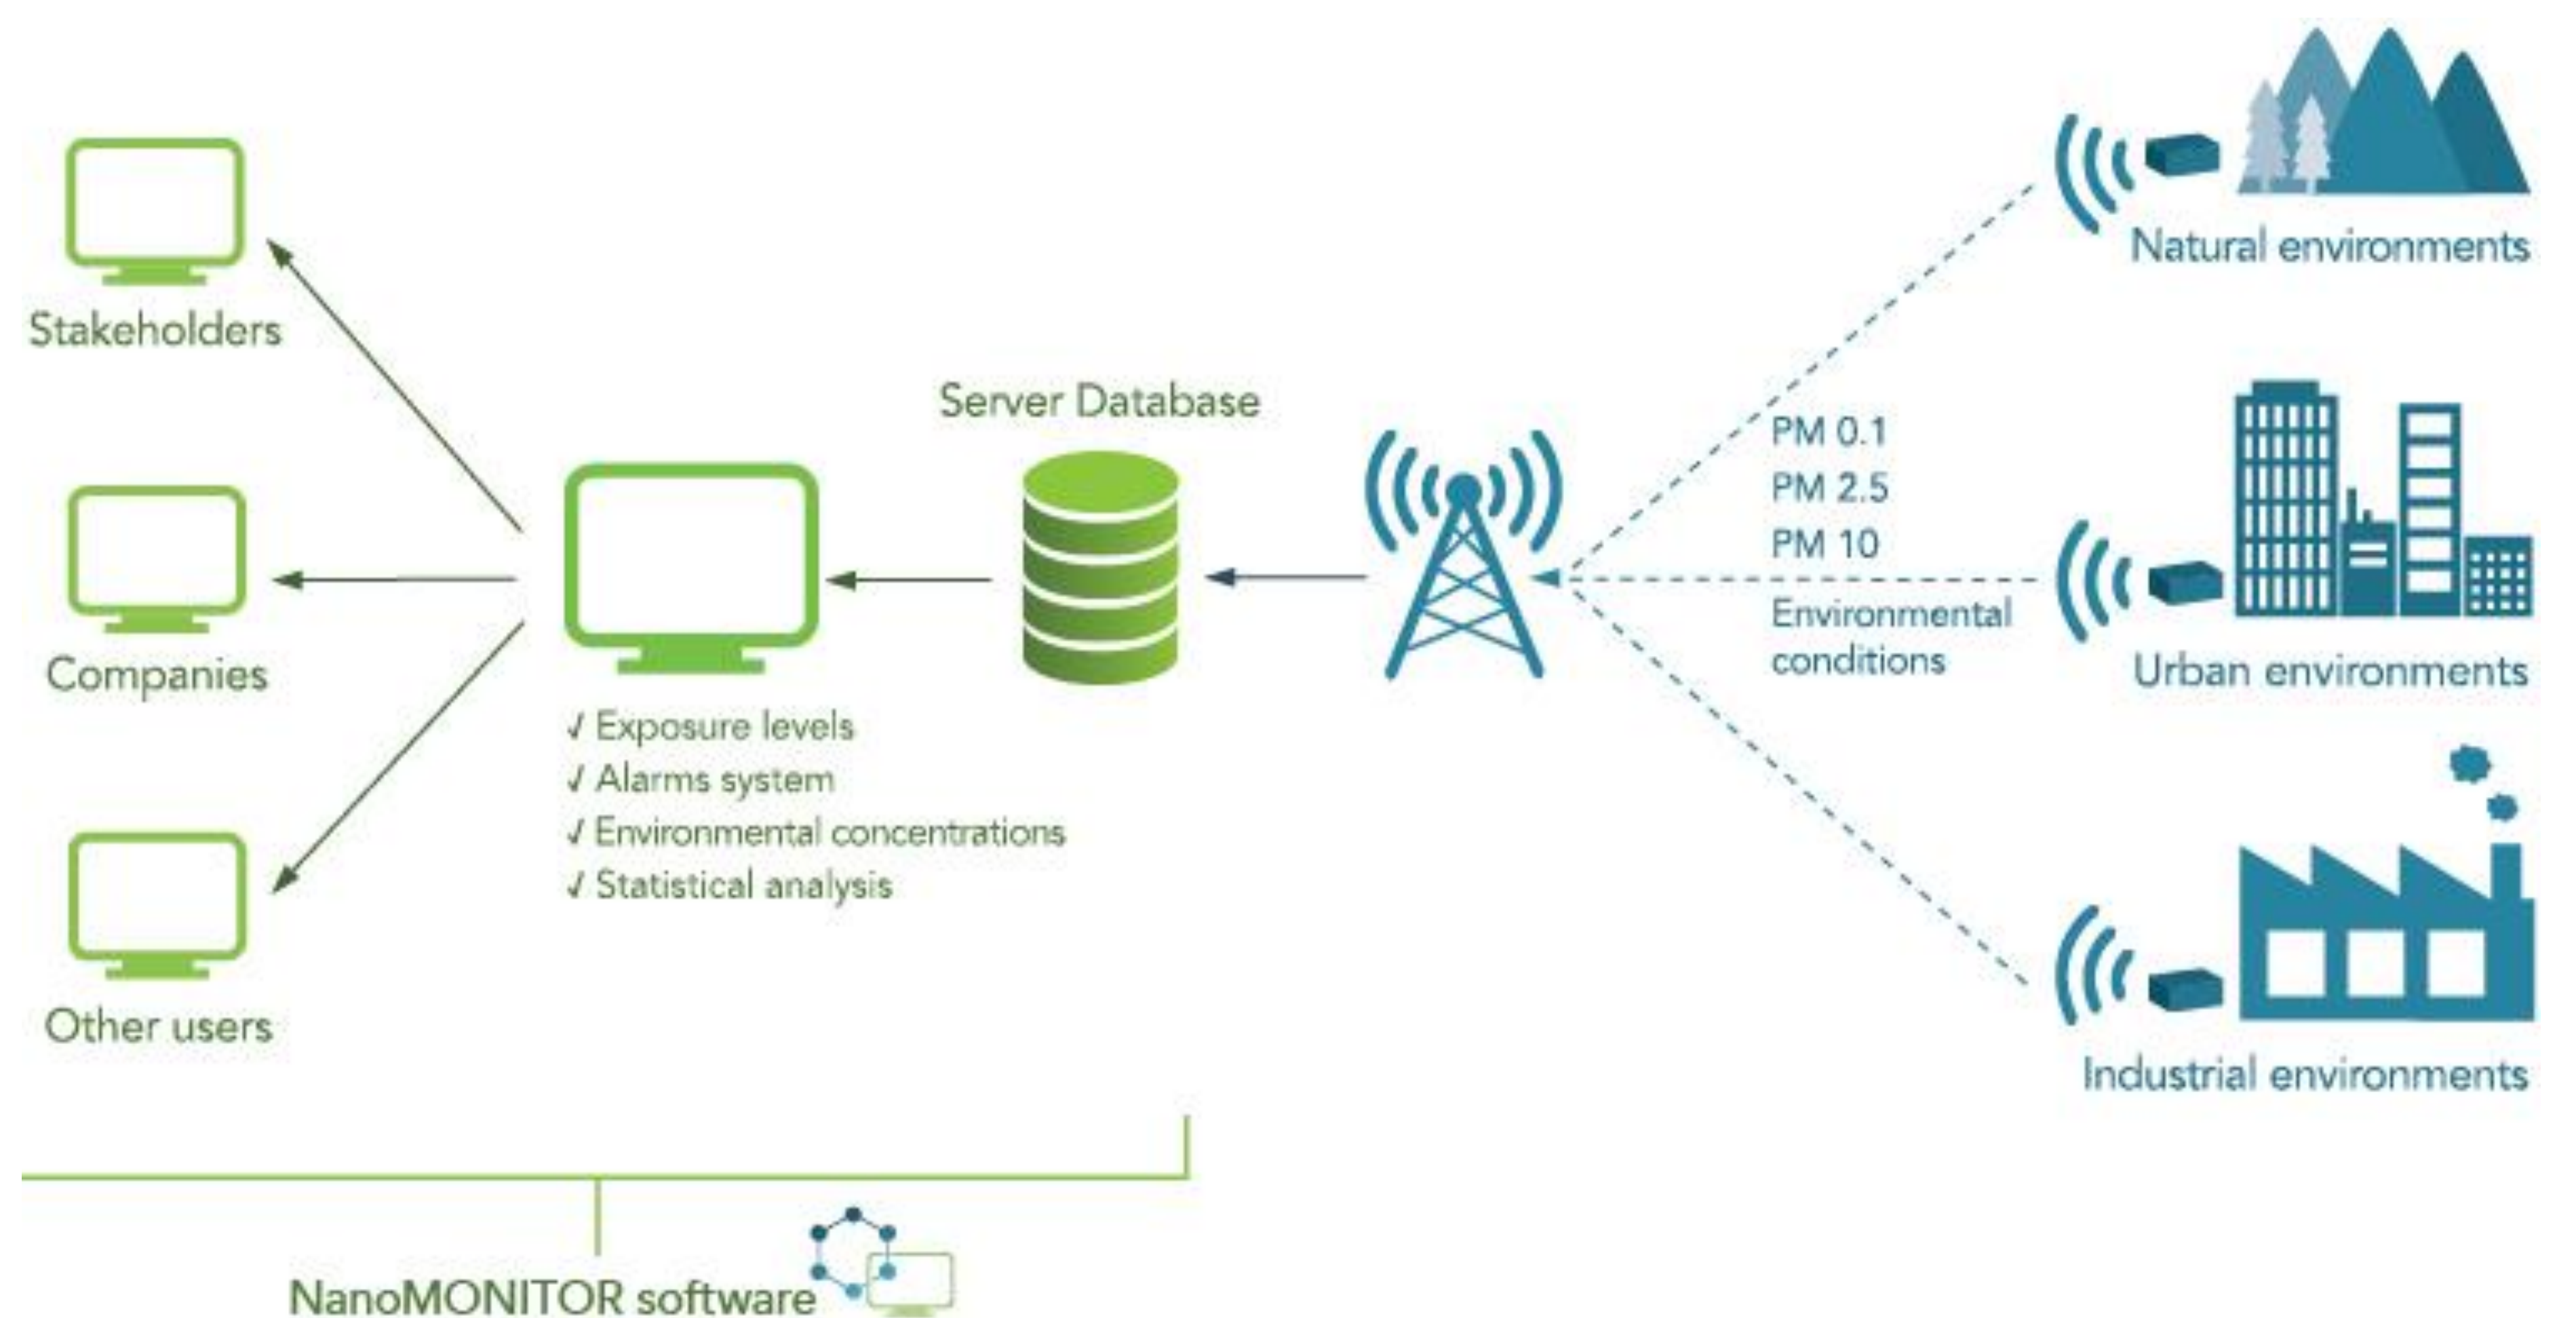 Natural environments
Stakeholders
Server Database
PM 0.1
PM 2.5
PM 10
Environmental
conditions
Companies
Urban environments
✓ Exposure levels
✓ Alarms system
✓ Environmental concentrations
✓ Statistical analysis
Other users
Industrial environments
NanoMONITOR software